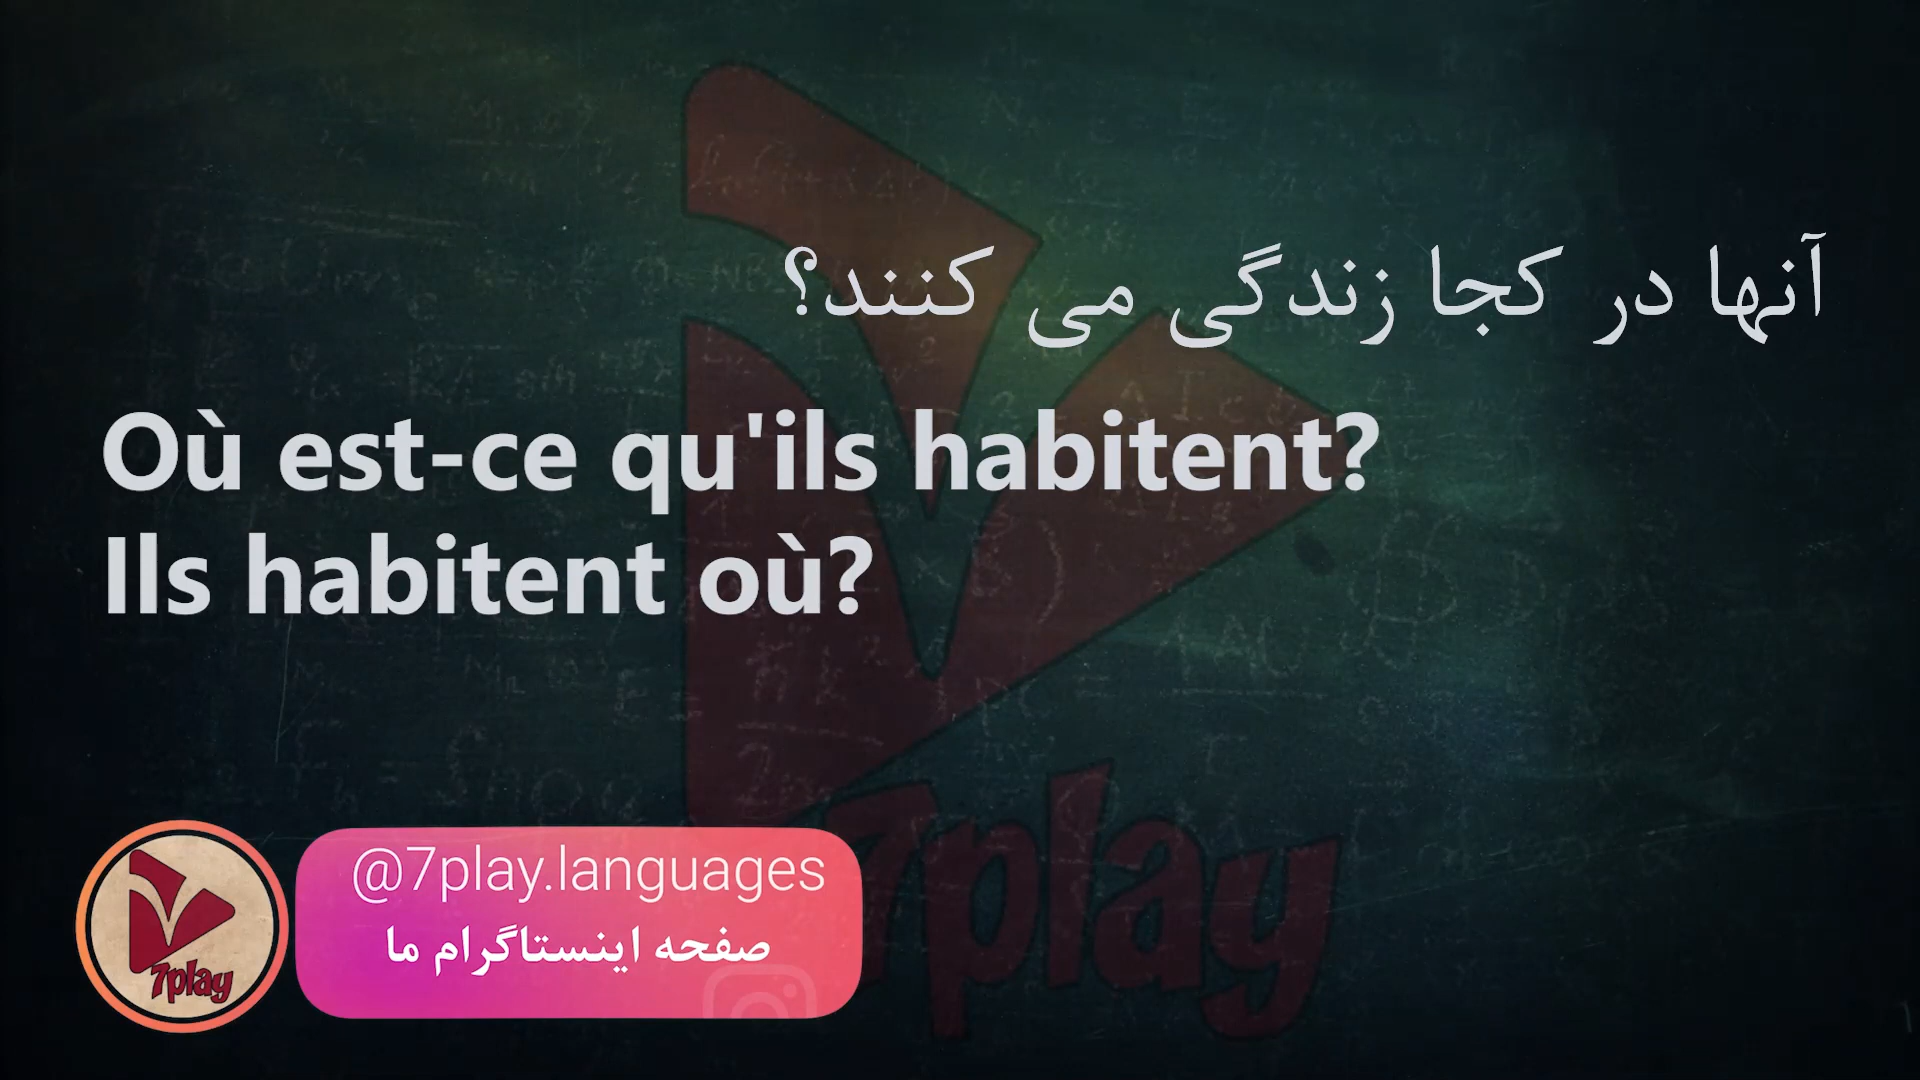 آنها در کجا زندگی می کنند؟
Où est-ce qu'ils habitent?
Ils habitent où?
@7play.languages
صفحه اینستاگرام ما
7play
7play